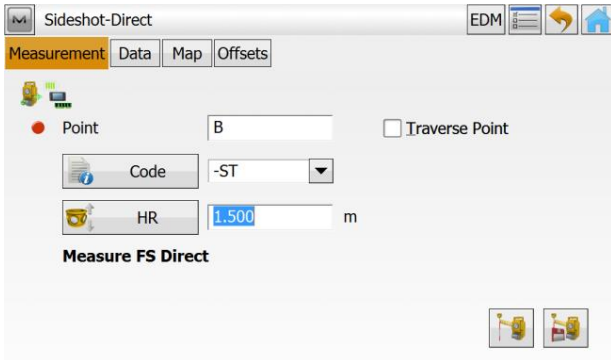 Sideshot-Direct EDM
Measurement Data Map Offsets
Point B Traverse Point
Code -ST
HR 1.500 m
Measure FS Direct